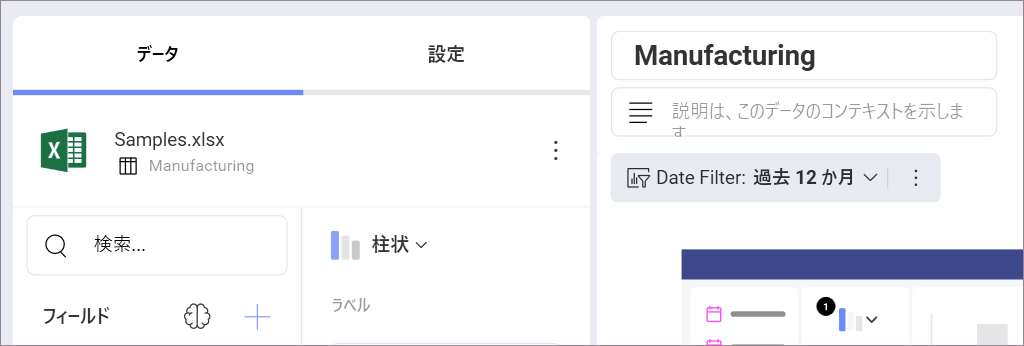 データ
設定
Samples.xlsx
Manufacturing
検索...
柱状
フィールド
ラベル
Manufacturing
説明は、このデータのコンテキストを示しま
す
Date Filter: 過去 12 か月
1